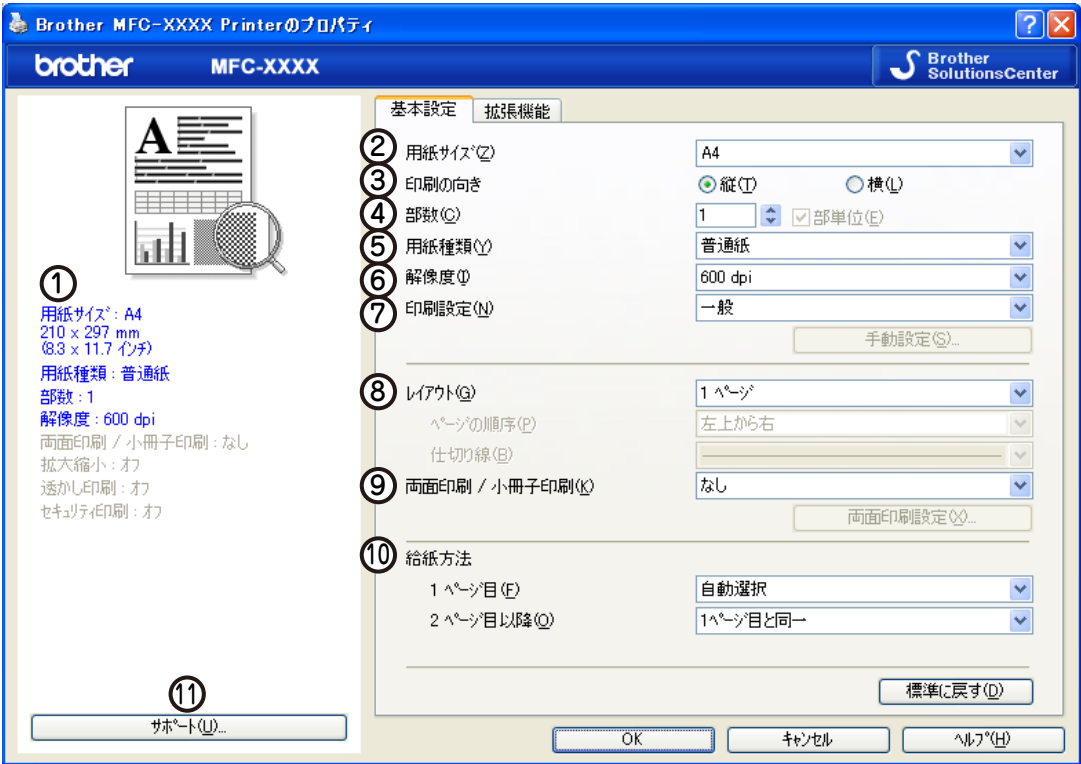 Brother MFC-XXXX Printerのプロパティ
brother MFC-XXXX
Brother
SolutionsCenter
基本設定 拡張機能
② 用紙サイズ(Z) A4
③ 印刷の向き 縦(T) 横(L)
④ 部数(C) 1 部単位(E)
⑤ 用紙種類(Y) 普通紙
⑥ 解像度(I) 600 dpi
⑦ 印刷設定(N) 一般
手動設定(S)...
⑧ レイアウト(G) 1 ページ
ページの順序(P) 左上から右
仕切り線(B)
⑨ 両面印刷 / 小冊子印刷(K) なし
両面印刷設定(X)...
⑩ 給紙方法
1 ページ目(F) 自動選択
2 ページ目以降(O) 1ページ目と同一
標準に戻す(D)
A
①
用紙サイズ : A4
210 x 297 mm
(8.3 x 11.7 インチ)
用紙種類 : 普通紙
部数 : 1
解像度 : 600 dpi
両面印刷 / 小冊子印刷 : なし
拡大縮小 : オフ
透かし印刷 : オフ
セキュリティ印刷 : オフ
⑪
サポート(U)...
OK キャンセル ヘルプ(H)